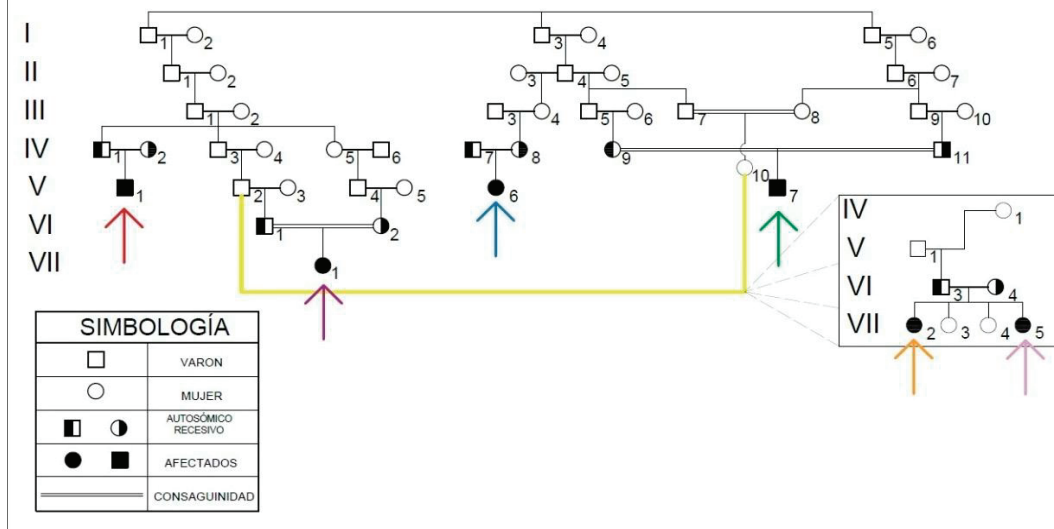 I 1 2 3 4 5 6
II 1 2 3 4 5 6 7
III 1 2 3 4 5 6 7 8 9 10
IV 1 2 3 4 5 6 7 8 9 10 11
V 1 2 3 4 5 6 7
VI 1 2
VII 1
IV 1
V 1
VI 3 4
VII 2 3 4 5
SIMBOLOGÍA
VARON
MUJER
AUTOSÓMICO
RECESIVO
AFECTADOS
CONSAGUINIDAD